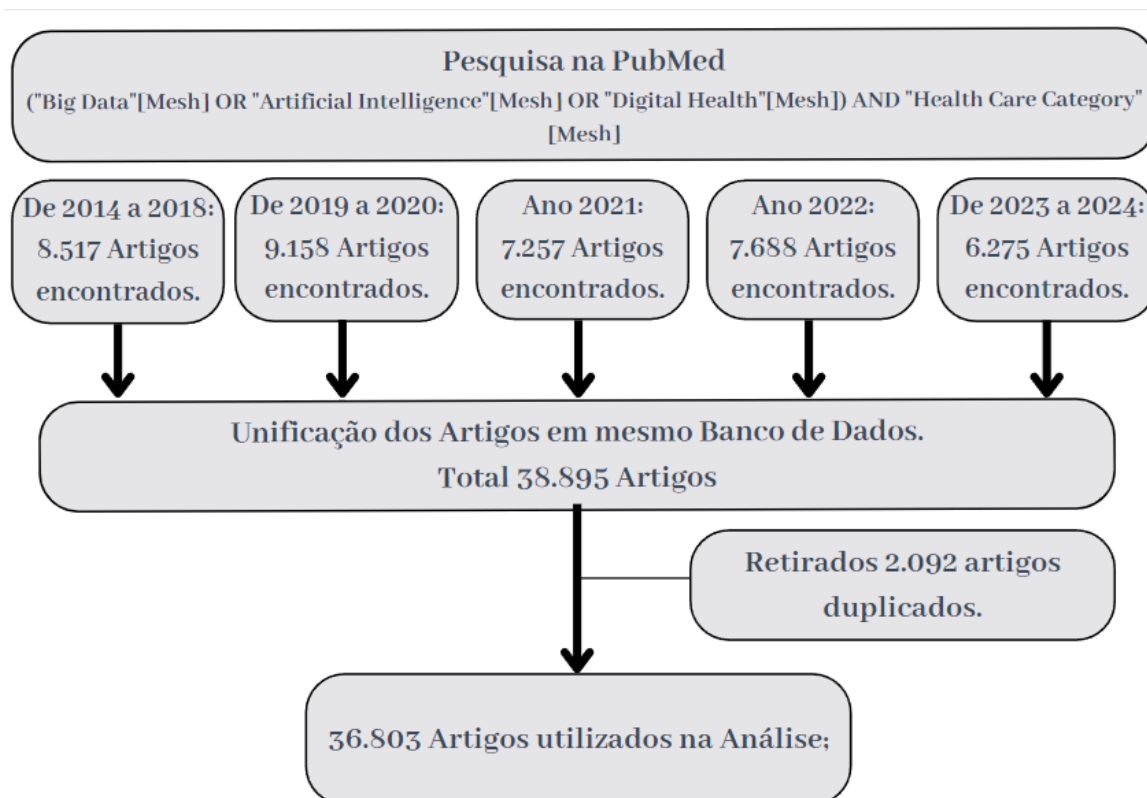 Pesquisa na PubMed
("Big Data"[Mesh] OR "Artificial Intelligence"[Mesh] OR "Digital Health"[Mesh]) AND "Health Care Category"
[Mesh]
De 2014 a 2018:
8.517 Artigos
encontrados.
De 2019 a 2020:
9.158 Artigos
encontrados.
Ano 2021:
7.257 Artigos
encontrados.
Ano 2022:
7.688 Artigos
encontrados.
De 2023 a 2024:
6.275 Artigos
encontrados.
Unificação dos Artigos em mesmo Banco de Dados.
Total 38.895 Artigos
Retirados 2.092 artigos
duplicados.
36.803 Artigos utilizados na Análise;